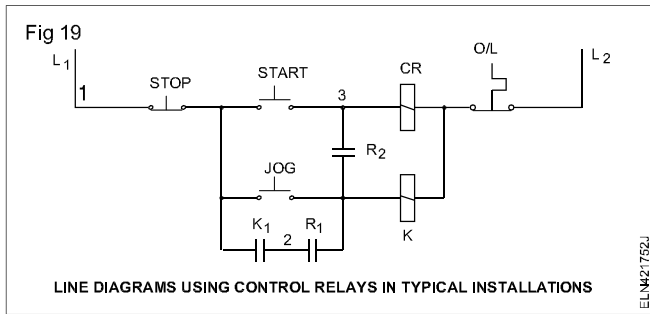 Fig 19
L1
1
STOP
START
3
CR
O/L
L2
R2
JOG
K1
2
R1
K
LINE DIAGRAMS USING CONTROL RELAYS IN TYPICAL INSTALLATIONS
ELN421752J